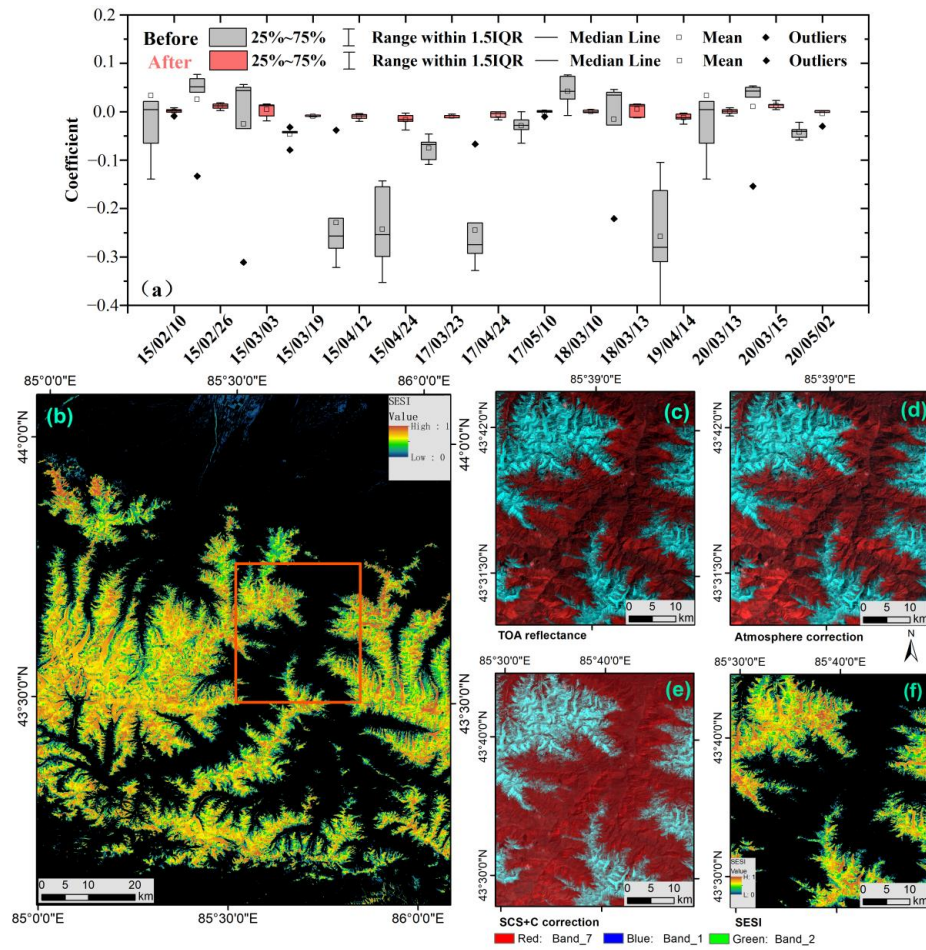 Before 25%~75% Range within 1.5IQR Median Line Mean Outliers
After 25%~75% Range within 1.5IQR Median Line Mean Outliers
0.2
0.1
0.0
−0.1
−0.2
−0.3
−0.4
Coefficient
（a）
15/02/10 15/02/26 15/03/03 15/03/19 15/04/12 15/04/24 17/03/23 17/04/24 17/05/10 18/03/10 18/03/13 19/04/14 20/03/13 20/03/15 20/05/02
85°0'0"E 85°30'0"E 86°0'0"E
(b)
SESI
Value
High : 1
Low : 0
44°0'0"N 44°0'0"N
43°30'0"N 43°30'0"N
0 5 10 20
km
85°0'0"E 85°30'0"E 86°0'0"E
85°39'0"E
(c)
43°42'0"N
43°31'30"N
0 5 10
km
TOA reflectance
85°39'0"E
(d)
43°42'0"N
43°31'30"N
0 5 10
km
Atmosphere correction
N
85°30'0"E 85°40'0"E
(e)
43°40'0"N
43°30'0"N
0 5 10
km
SCS+C correction
85°30'0"E 85°40'0"E
(f)
43°40'0"N
43°30'0"N
SESI
Value
H: 1
L: 0
0 5 10
km
SESI
Red: Band_7 Blue: Band_1 Green: Band_2